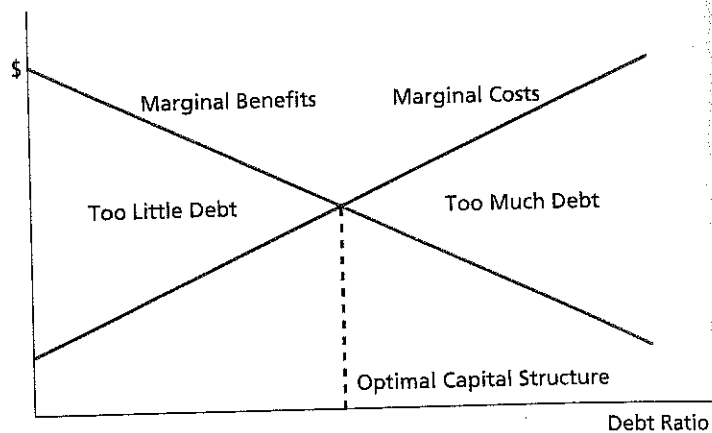 $
Marginal Benefits
Marginal Costs
Too Little Debt
Too Much Debt
Optimal Capital Structure
Debt Ratio